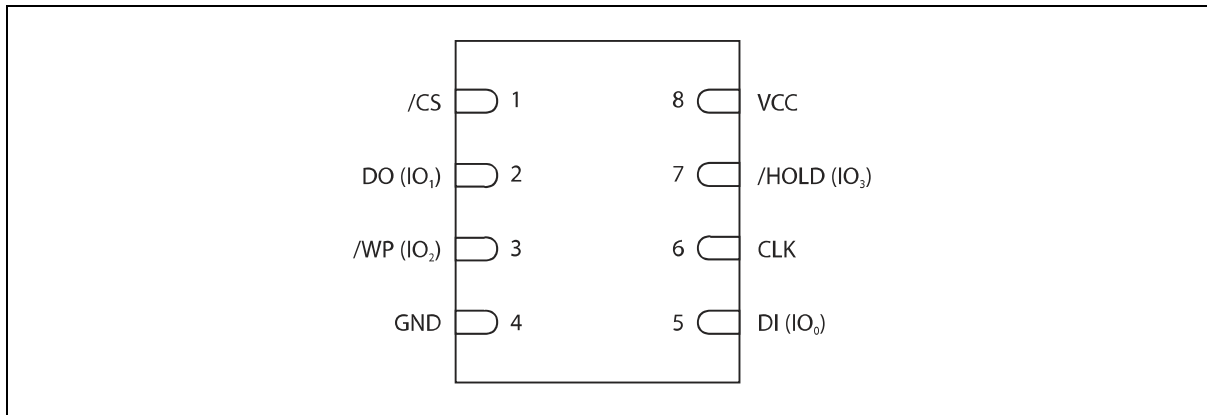 /CS 1 8 VCC
DO (IO₁) 2 7 /HOLD (IO₃)
/WP (IO₂) 3 6 CLK
GND 4 5 DI (IO₀)